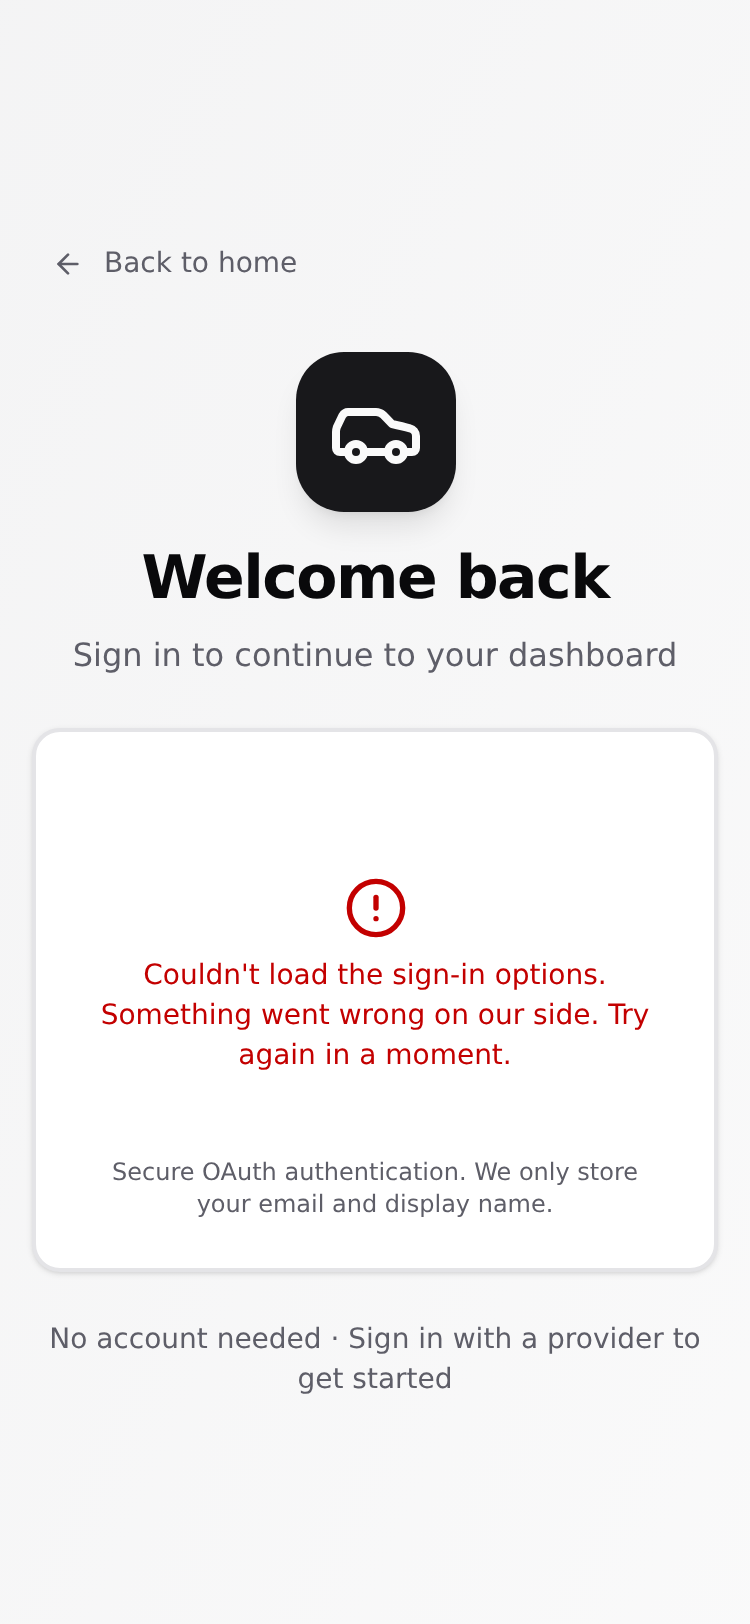 Back to home
Welcome back
Sign in to continue to your dashboard
Couldn't load the sign-in options.
Something went wrong on our side. Try
again in a moment.
Secure OAuth authentication. We only store
your email and display name.
No account needed · Sign in with a provider to
get started